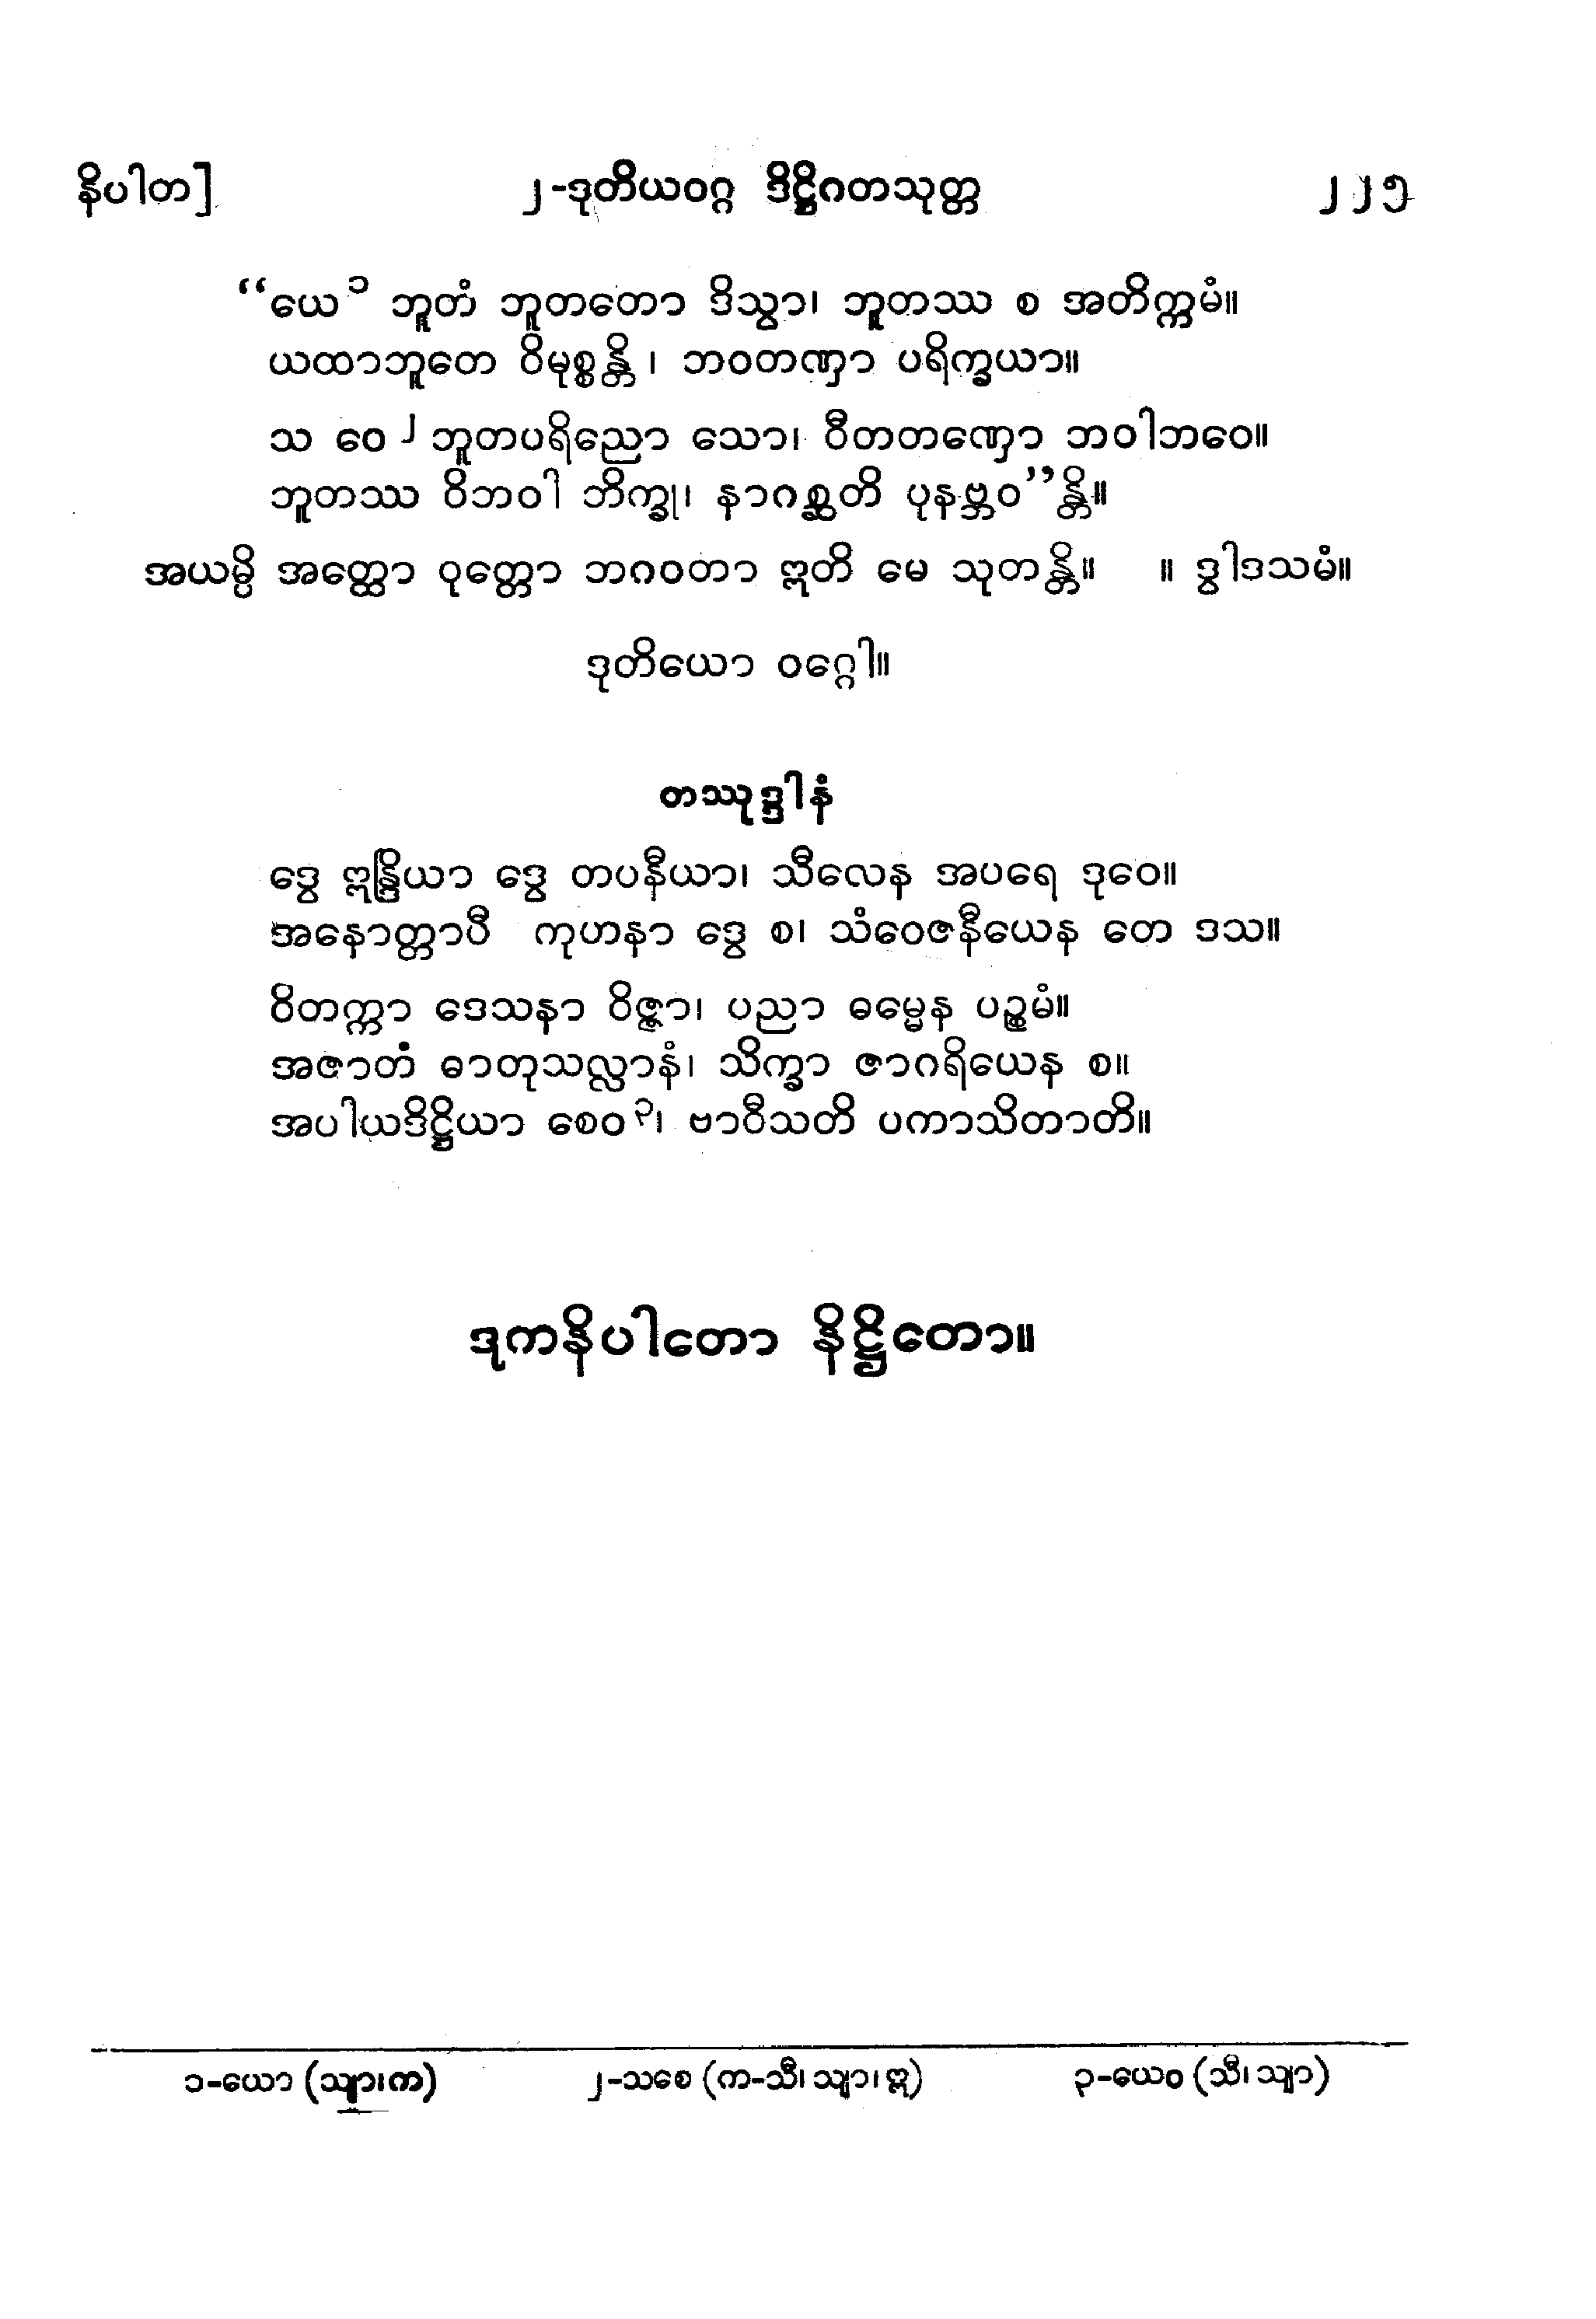 နိပါတ] ၂-ဒုတိယဝဂ္ဂ ဒိဋ္ဌိဂတသုတ္တ ၂၂၅
“ယေ ၁ ဘူတံ ဘူတတော ဒိသွာ၊ ဘူတဿ စ အတိက္ကမံ။
ယထာဘူတေ ဝိမုစ္စန္တိ၊ ဘဝတဏှာ ပရိက္ခယာ။
သ ဝေ ၂ ဘူတပရိညော သော၊ ဝီတတဏှော ဘဝါဘဝေ။
ဘူတဿ ဝိဘဝါ ဘိက္ခု၊ နာဂစ္ဆတိ ပုနဗ္ဘဝ”န္တိ။
အယမ္ပိ အတ္ထော ဝုတ္တော ဘဂဝတာ ဣတိ မေ သုတန္တိ။ ။ ဒွါဒသမံ။
ဒုတိယော ဝဂ္ဂေါ။
တဿုဒ္ဒါနံ
ဒွေ ဣန္ဒြိယာ ဒွေ တပနီယာ၊ သီလေန အပရေ ဒုဝေ။
အနောတ္တာပီ ကုဟနာ ဒွေ စ၊ သံဝေဇနီယေန တေ ဒသ။
ဝိတက္ကာ ဒေသနာ ဝိဇ္ဇာ၊ ပညာ ဓမ္မေန ပဉ္စမံ။
အဇာတံ ဓာတုသလ္လာနံ၊ သိက္ခာ ဇာဂရိယေန စ။
အပါယဒိဋ္ဌိယာ စေဝ ၃၊ ဗာဝီသတိ ပကာသိတာတိ။
ဒုကနိပါတော နိဋ္ဌိတော။
၁-ယော (သျာ၊က) ၂-သစေ (က-သီ၊ သျာ၊ ဣ) ၃-ယေဝ (သီ၊ သျာ)